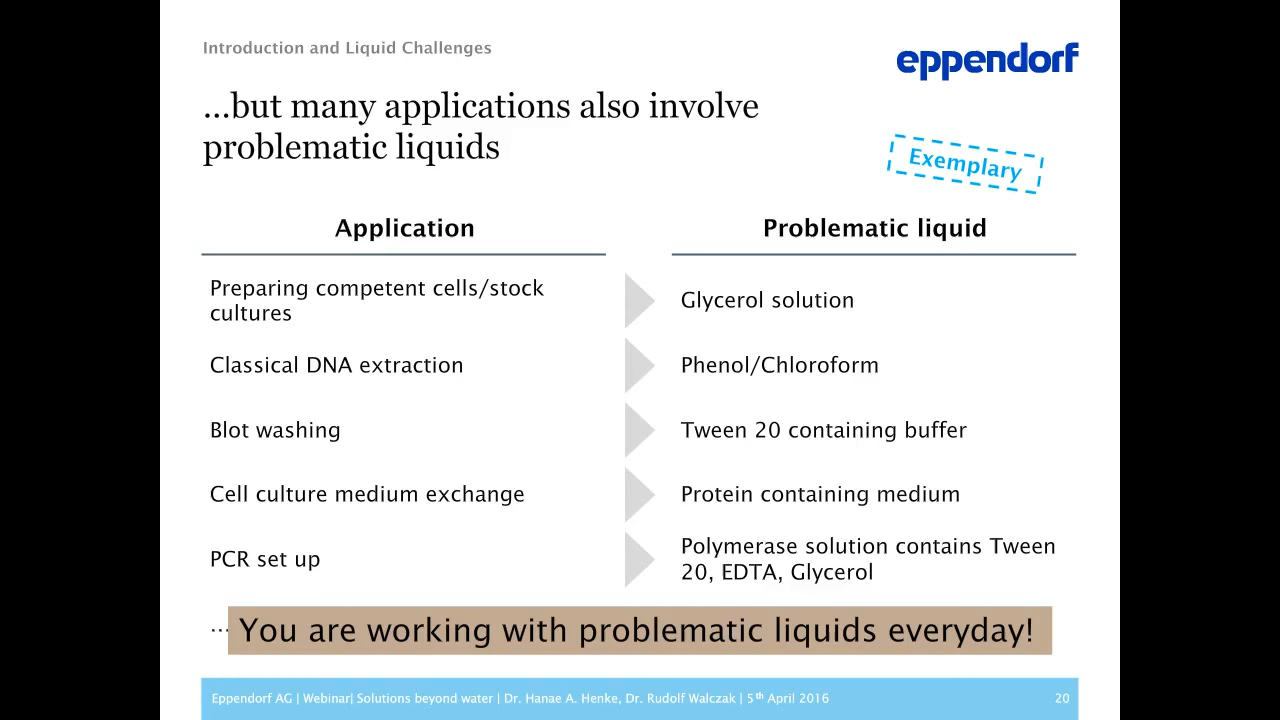 Introduction and Liquid Challenges
eppendorf
...but many applications also involve
problematic liquids
Exemplary
Application
Problematic liquid
Preparing competent cells/stock
cultures
Glycerol solution
Classical DNA extraction
Phenol/Chloroform
Blot washing
Tween 20 containing buffer
Cell culture medium exchange
Protein containing medium
PCR set up
Polymerase solution contains Tween
20, EDTA, Glycerol
...
You are working with problematic liquids everyday!
Eppendorf AG | Webinar| Solutions beyond water | Dr. Hanae A. Henke, Dr. Rudolf Walczak | 5th April 2016
20